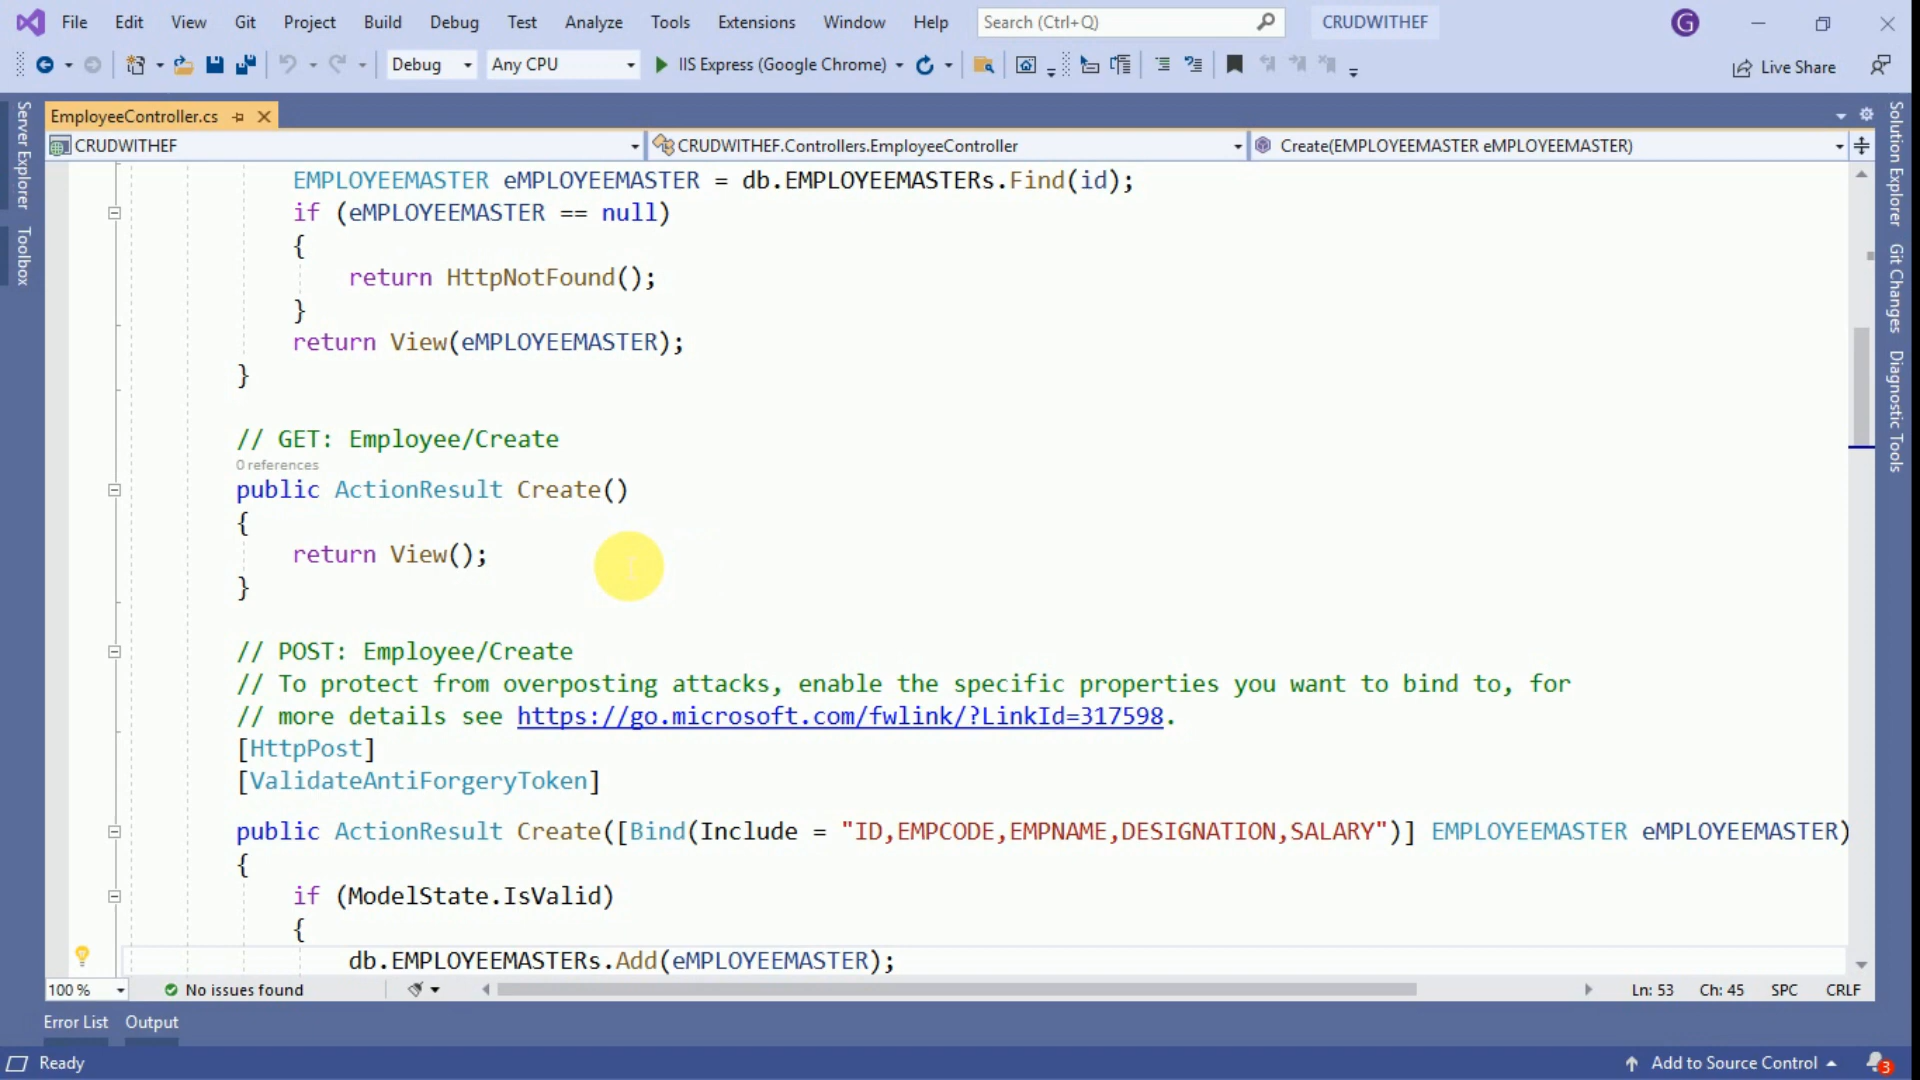 File Edit View Git Project Build Debug Test Analyze Tools Extensions Window Help Search (Ctrl+Q) CRUDWITHEF G
Debug Any CPU IIS Express (Google Chrome) Live Share
EmployeeController.cs
CRUDWITHEF CRUDWITHEF.Controllers.EmployeeController Create(EMPLOYEEMASTER eMPLOYEEMASTER)
Server Explorer
Toolbox
EMPLOYEEMASTER eMPLOYEEMASTER = db.EMPLOYEEMASTERs.Find(id);
if (eMPLOYEEMASTER == null)
{
return HttpNotFound();
}
return View(eMPLOYEEMASTER);
}
// GET: Employee/Create
0 references
public ActionResult Create()
{
return View();
}
// POST: Employee/Create
// To protect from overposting attacks, enable the specific properties you want to bind to, for
// more details see https://go.microsoft.com/fwlink/?LinkId=317598.
[HttpPost]
[ValidateAntiForgeryToken]
public ActionResult Create([Bind(Include = "ID,EMPCODE,EMPNAME,DESIGNATION,SALARY")] EMPLOYEEMASTER eMPLOYEEMASTER)
{
if (ModelState.IsValid)
{
db.EMPLOYEEMASTERs.Add(eMPLOYEEMASTER);
Solution Explorer
Git Changes
Diagnostic Tools
100 % No issues found Ln: 53 Ch: 45 SPC CRLF
Error List Output
Ready Add to Source Control 3